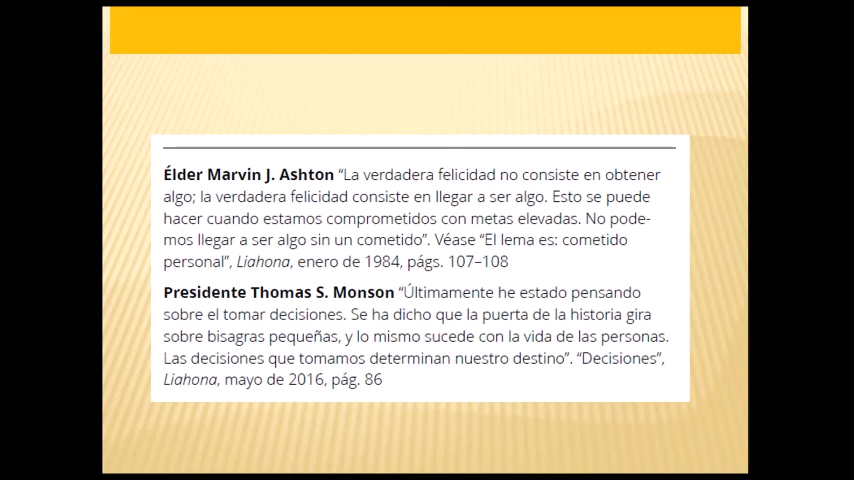 Élder Marvin J. Ashton “La verdadera felicidad no consiste en obtener
algo; la verdadera felicidad consiste en llegar a ser algo. Esto se puede
hacer cuando estamos comprometidos con metas elevadas. No pode-
mos llegar a ser algo sin un cometido”. Véase “El lema es: cometido
personal”, Liahona, enero de 1984, págs. 107–108
Presidente Thomas S. Monson “Últimamente he estado pensando
sobre el tomar decisiones. Se ha dicho que la puerta de la historia gira
sobre bisagras pequeñas, y lo mismo sucede con la vida de las personas.
Las decisiones que tomamos determinan nuestro destino”. “Decisiones”,
Liahona, mayo de 2016, pág. 86